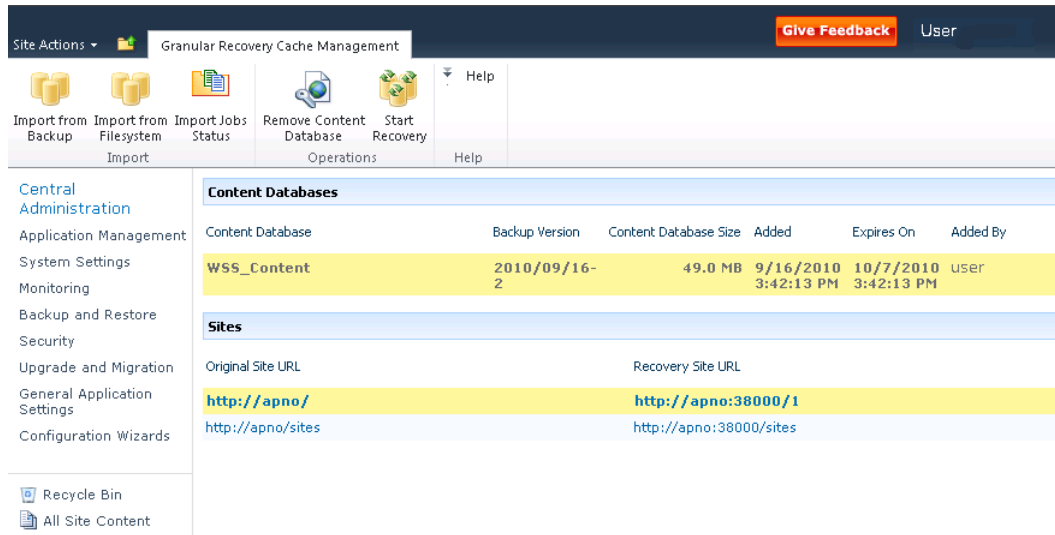 Site Actions
Granular Recovery Cache Management
Give Feedback
User
Import from Backup
Import from Filesystem
Import Jobs Status
Remove Content Database
Start Recovery
Help
Import
Operations
Help
Central
Administration
Application Management
System Settings
Monitoring
Backup and Restore
Security
Upgrade and Migration
General Application
Settings
Configuration Wizards
Recycle Bin
All Site Content
Content Databases
Content Database Backup Version Content Database Size Added Expires On Added By
WSS_Content 2010/09/16- 49.0 MB 9/16/2010 10/7/2010 user
2 3:42:13 PM 3:42:13 PM
Sites
Original Site URL Recovery Site URL
http://apno/ http://apno:38000/1
http://apno/sites http://apno:38000/sites